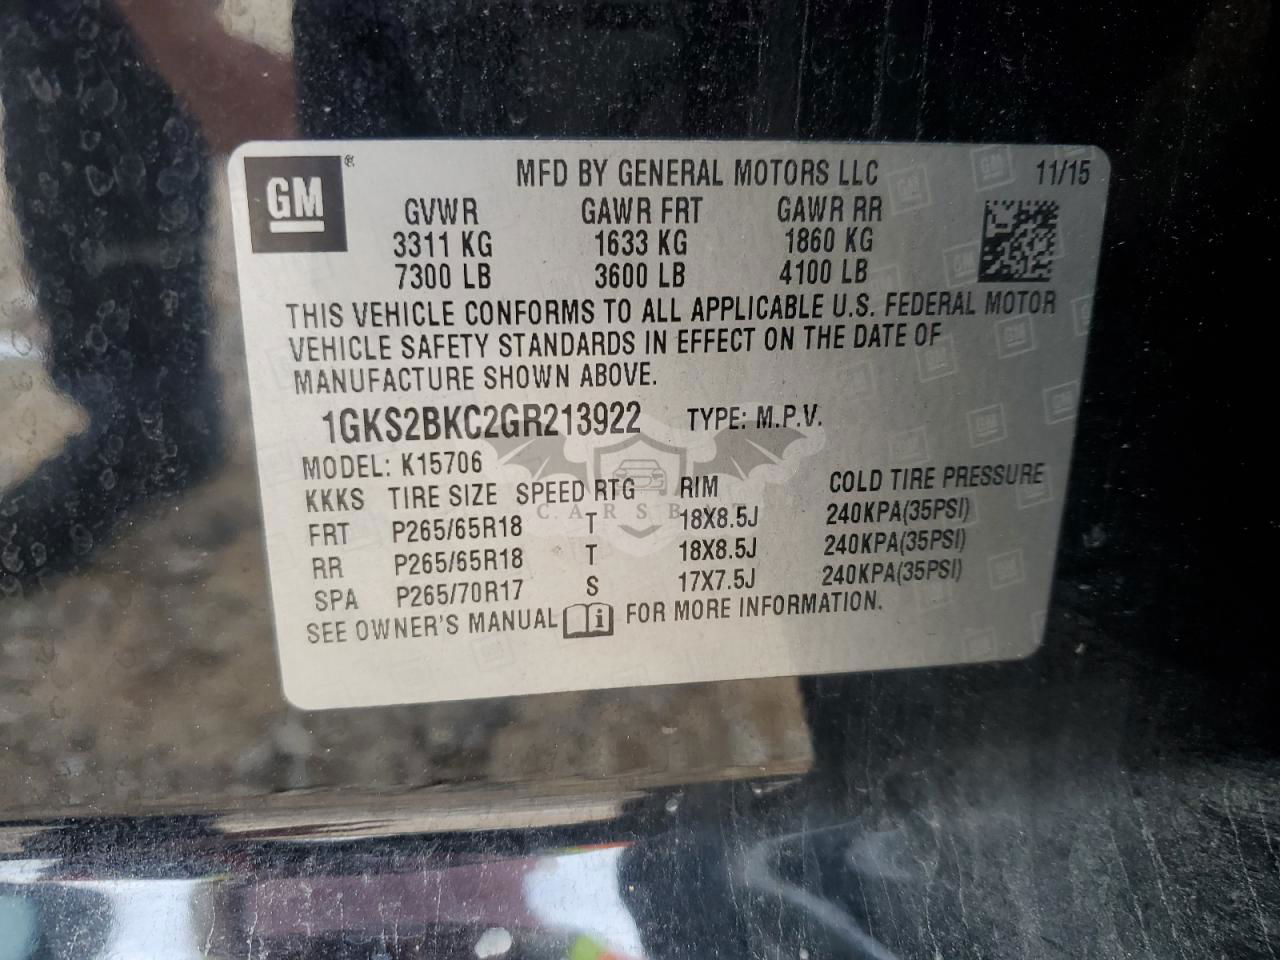 GM ®
MFD BY GENERAL MOTORS LLC 11/15
GVWR GAWR FRT GAWR RR
3311 KG 1633 KG 1860 KG
7300 LB 3600 LB 4100 LB
THIS VEHICLE CONFORMS TO ALL APPLICABLE U.S. FEDERAL MOTOR
VEHICLE SAFETY STANDARDS IN EFFECT ON THE DATE OF
MANUFACTURE SHOWN ABOVE.
1GKS2BKC2GR213922 TYPE: M.P.V.
MODEL: K15706
KKKS TIRE SIZE SPEED RTG RIM COLD TIRE PRESSURE
FRT P265/65R18 T 18X8.5J 240KPA(35PSI)
RR P265/65R18 T 18X8.5J 240KPA(35PSI)
SPA P265/70R17 S 17X7.5J 240KPA(35PSI)
SEE OWNER'S MANUAL i FOR MORE INFORMATION.